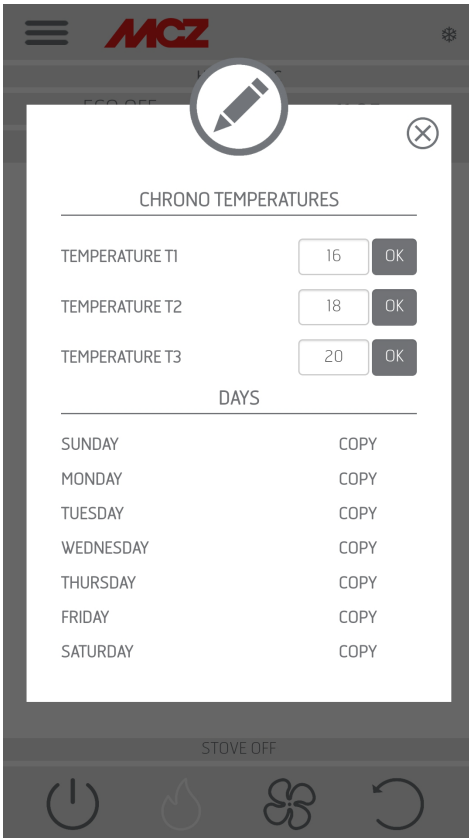 MCZ
CHRONO TEMPERATURES
TEMPERATURE T1 16 OK
TEMPERATURE T2 18 OK
TEMPERATURE T3 20 OK
DAYS
SUNDAY COPY
MONDAY COPY
TUESDAY COPY
WEDNESDAY COPY
THURSDAY COPY
FRIDAY COPY
SATURDAY COPY
STOVE OFF